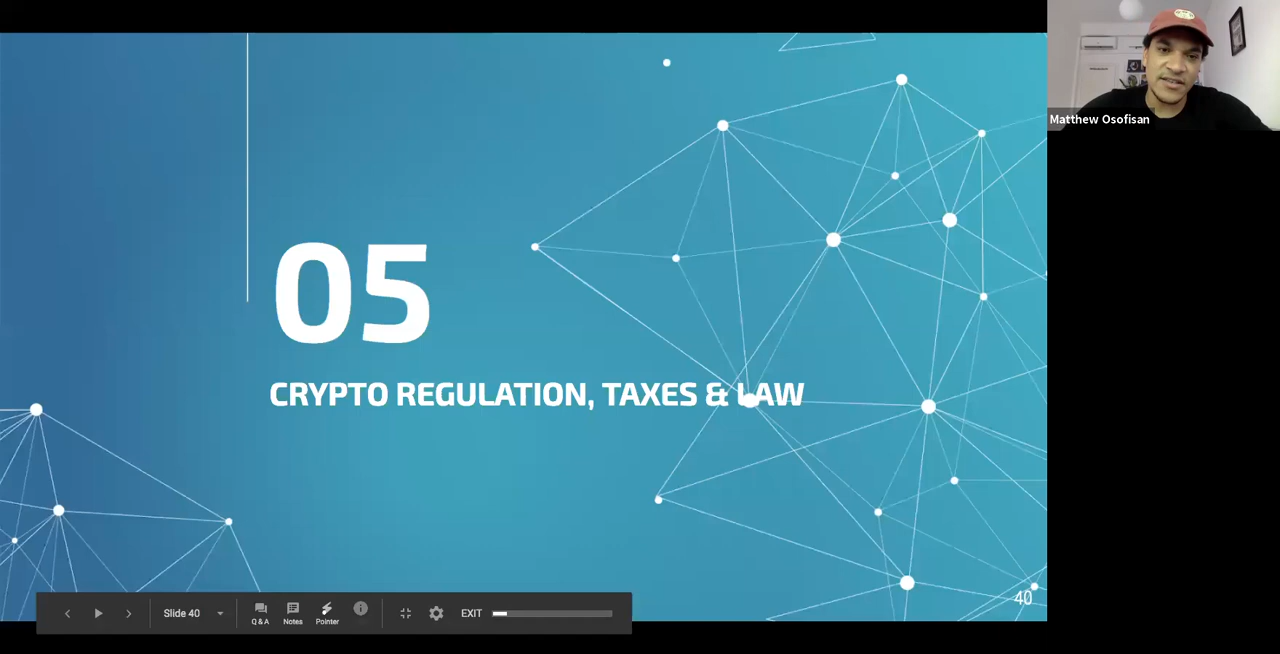 Matthew Osofisan
05
CRYPTO REGULATION, TAXES & LAW
40
Slide 40
Q & A
Notes
Pointer
EXIT